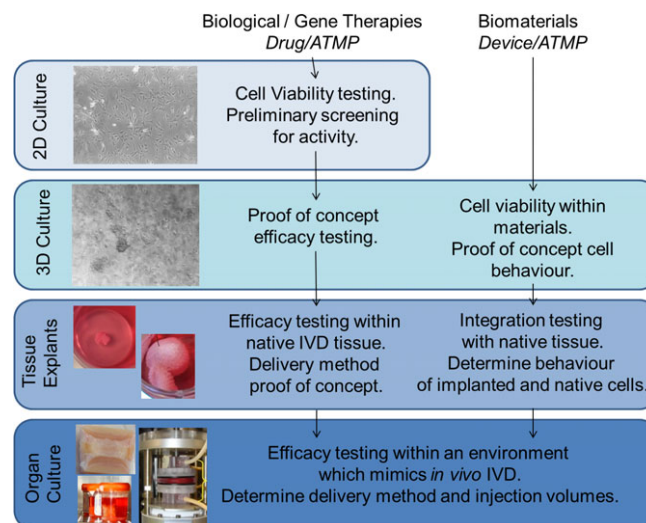 Biological / Gene Therapies
Drug/ATMP
Biomaterials
Device/ATMP
2D Culture
Cell Viability testing.
Preliminary screening
for activity.
3D Culture
Proof of concept
efficacy testing.
Cell viability within
materials.
Proof of concept cell
behaviour.
Tissue
Explants
Efficacy testing within
native IVD tissue.
Delivery method
proof of concept.
Integration testing
with native tissue.
Determine behaviour
of implanted and native cells.
Organ
Culture
Efficacy testing within an environment
which mimics in vivo IVD.
Determine delivery method and injection volumes.